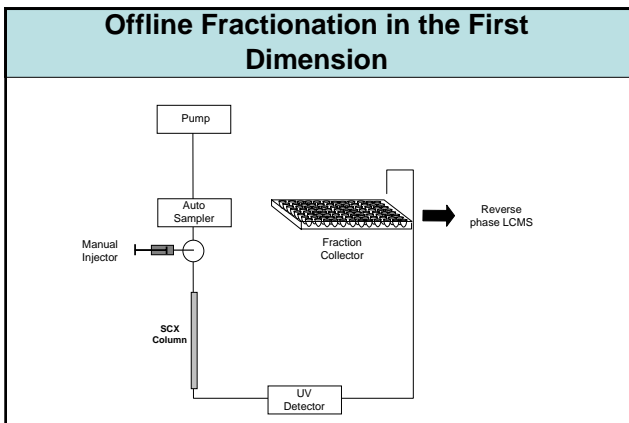 Offline Fractionation in the First
Dimension
Pump
Auto
Sampler
Manual
Injector
Fraction
Collector
Reverse
phase LCMS
SCX
Column
UV
Detector